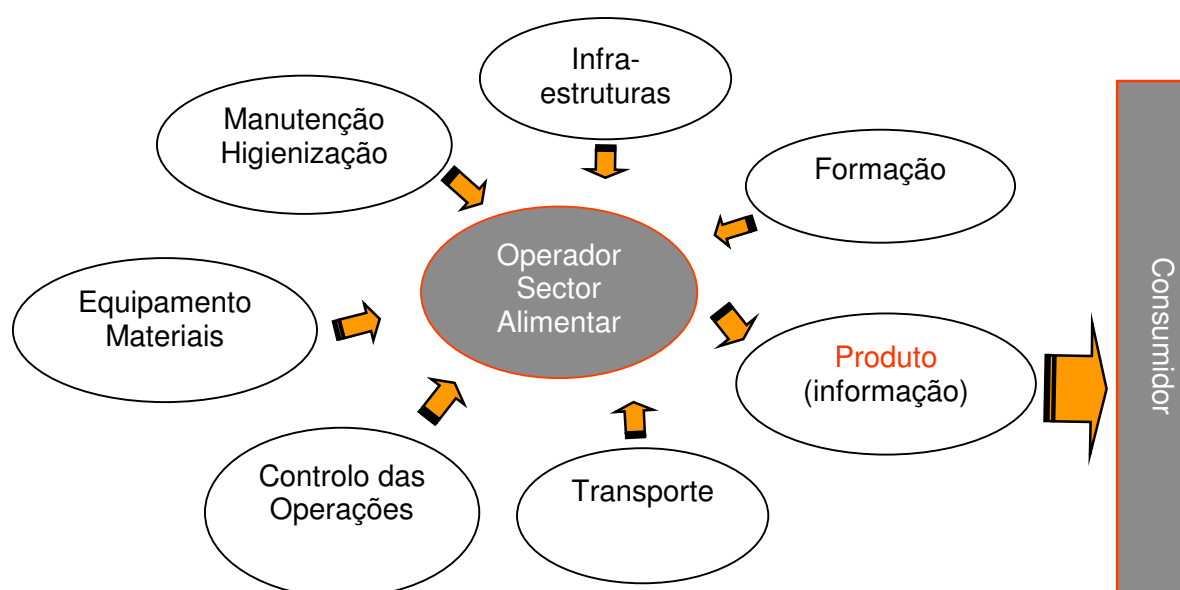 Infra-
estruturas
Manutenção
Higienização
Formação
Operador
Sector
Alimentar
Equipamento
Materiais
Produto
(informação)
Consumidor
Controlo das
Operações
Transporte